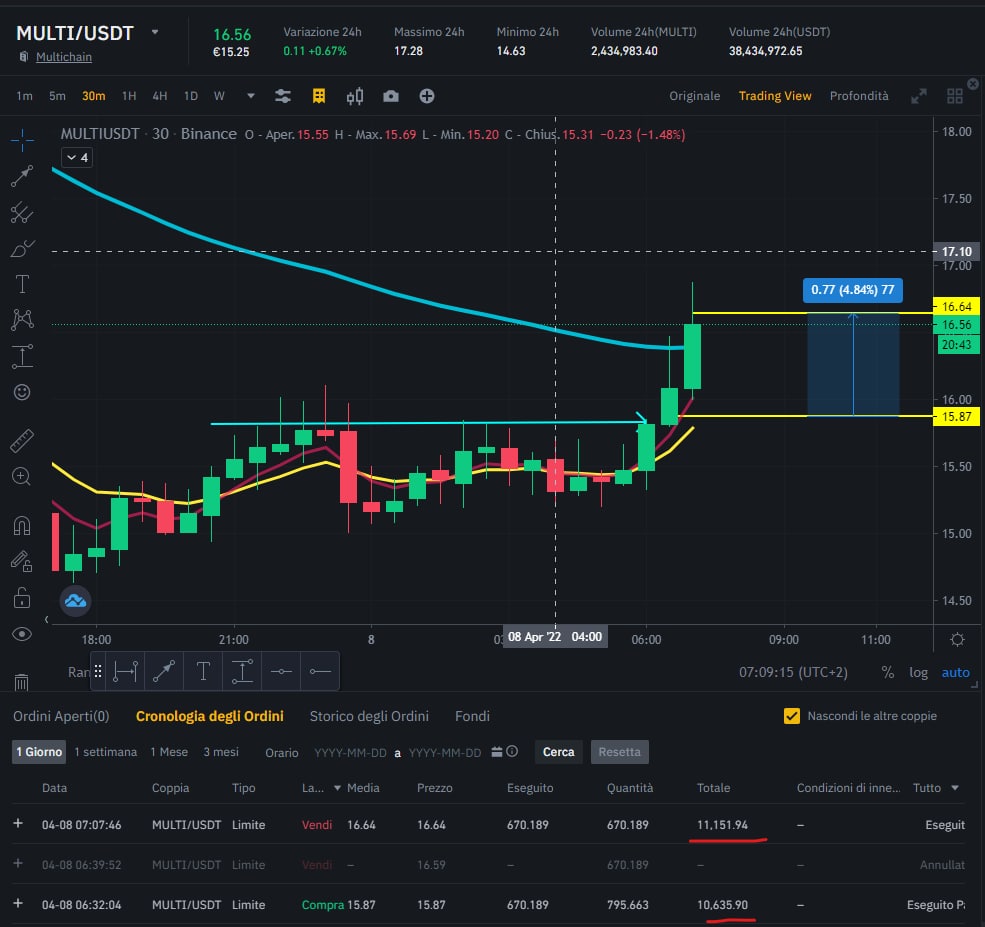 MULTI/USDT
Multichain
16.56
€15.25
Variazione 24h
0.11 +0.67%
Massimo 24h
17.28
Minimo 24h
14.63
Volume 24h(MULTI)
2,434,983.40
Volume 24h(USDT)
38,434,972.65
1m 5m 30m 1H 4H 1D W
Originale Trading View Profondità
MULTIUSDT · 30 · Binance O - Aper.15.55 H - Max.15.69 L - Min.15.20 C - Chius.15.31 −0.23 (−1.48%)
4
18.00
17.50
17.10
17.00
0.77 (4.84%) 77
16.64
16.56
20:43
16.00
15.87
15.50
15.00
14.50
18:00 21:00 8 08 Apr '22 04:00 06:00 09:00 11:00
Ran
T
07:09:15 (UTC+2) % log auto
Ordini Aperti(0) Cronologia degli Ordini Storico degli Ordini Fondi
Nascondi le altre coppie
1 Giorno 1 settimana 1 Mese 3 mesi Orario YYYY-MM-DD a YYYY-MM-DD Cerca Resetta
Data Coppia Tipo La... Media Prezzo Eseguito Quantità Totale Condizioni di inne... Tutto
+ 04-08 07:07:46 MULTI/USDT Limite Vendi 16.64 16.64 670.189 670.189 11,151.94 – Eseguit
+ 04-08 06:39:52 MULTI/USDT Limite Vendi – 16.59 – 670.189 – – Annullat
+ 04-08 06:32:04 MULTI/USDT Limite Compra 15.87 15.87 670.189 795.663 10,635.90 – Eseguito Pa